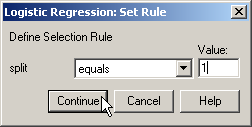 Logistic Regression: Set Rule
Define Selection Rule
Value:
split equals 1
Continue Cancel Help